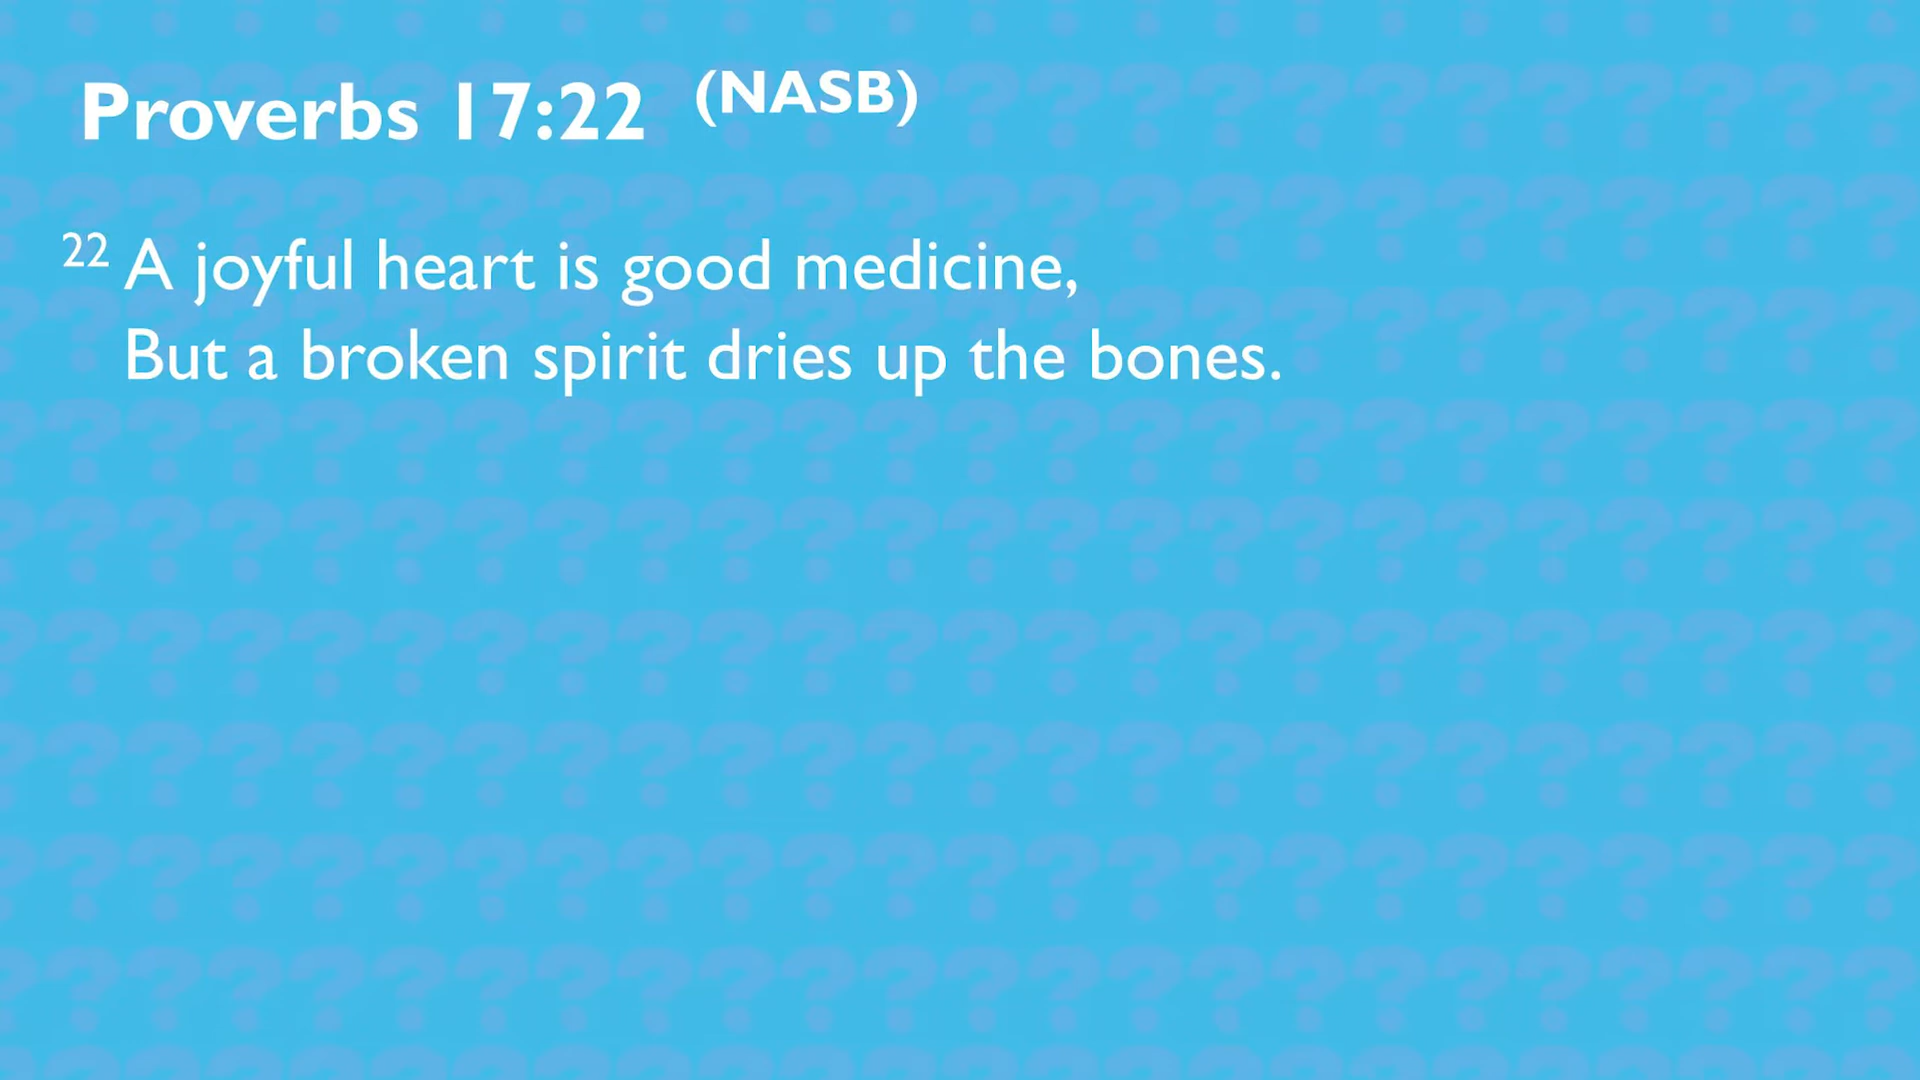 Proverbs 17:22 (NASB)
22 A joyful heart is good medicine,
But a broken spirit dries up the bones.